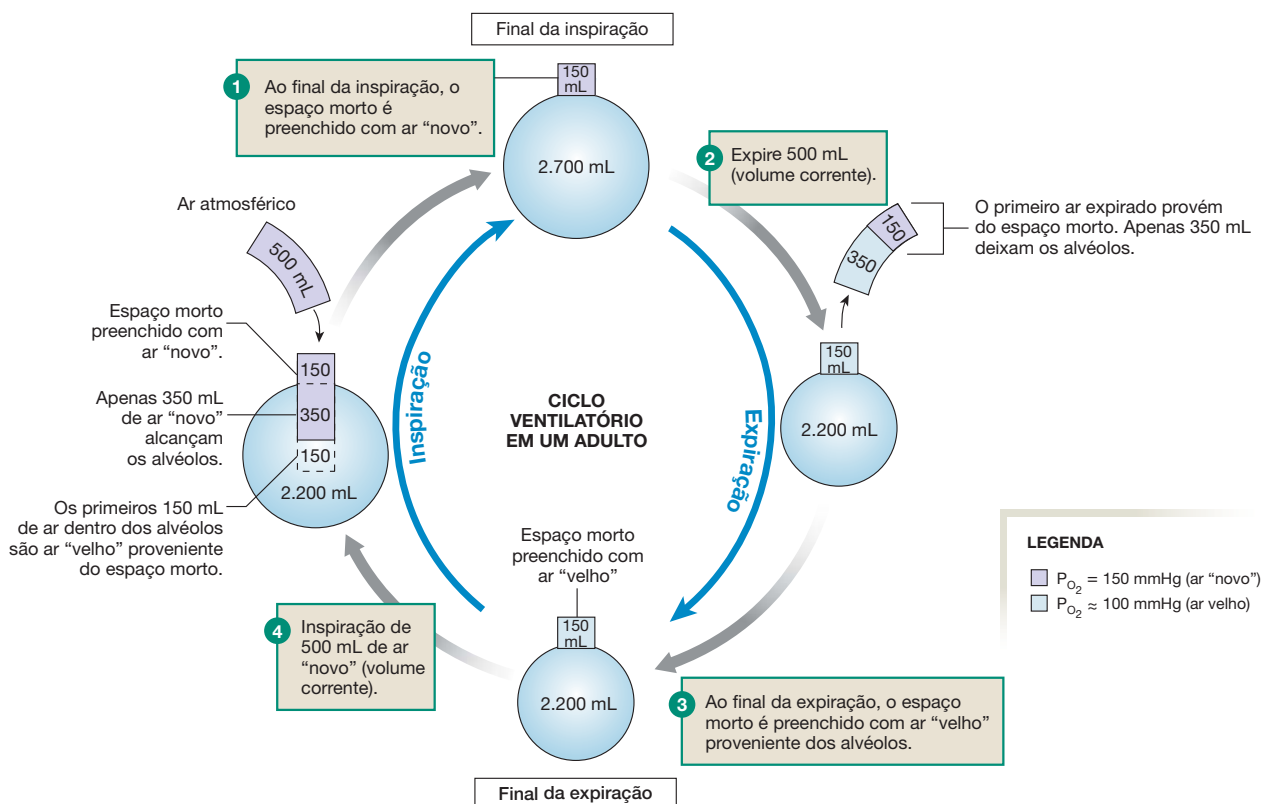 Final da inspiração
150
mL
2.700 mL
1
Ao final da inspiração, o
espaço morto é
preenchido com ar “novo”.
2
Expire 500 mL
(volume corrente).
150
350
O primeiro ar expirado provém
do espaço morto. Apenas 350 mL
deixam os alvéolos.
150
mL
2.200 mL
Ar atmosférico
500 mL
Espaço morto
preenchido com
ar “novo”.
150
Apenas 350 mL
de ar “novo”
alcançam
os alvéolos.
350
150
2.200 mL
Os primeiros 150 mL
de ar dentro dos alvéolos
são ar “velho” proveniente
do espaço morto.
Inspiração
CICLO
VENTILATÓRIO
EM UM ADULTO
Expiração
Espaço morto
preenchido com
ar “velho”
150
mL
2.200 mL
4
Inspiração de
500 mL de ar
“novo” (volume
corrente).
3
Ao final da expiração, o espaço
morto é preenchido com ar “velho”
proveniente dos alvéolos.
Final da expiração
LEGENDA
PO2 = 150 mmHg (ar “novo”)
PO2 ≈ 100 mmHg (ar velho)